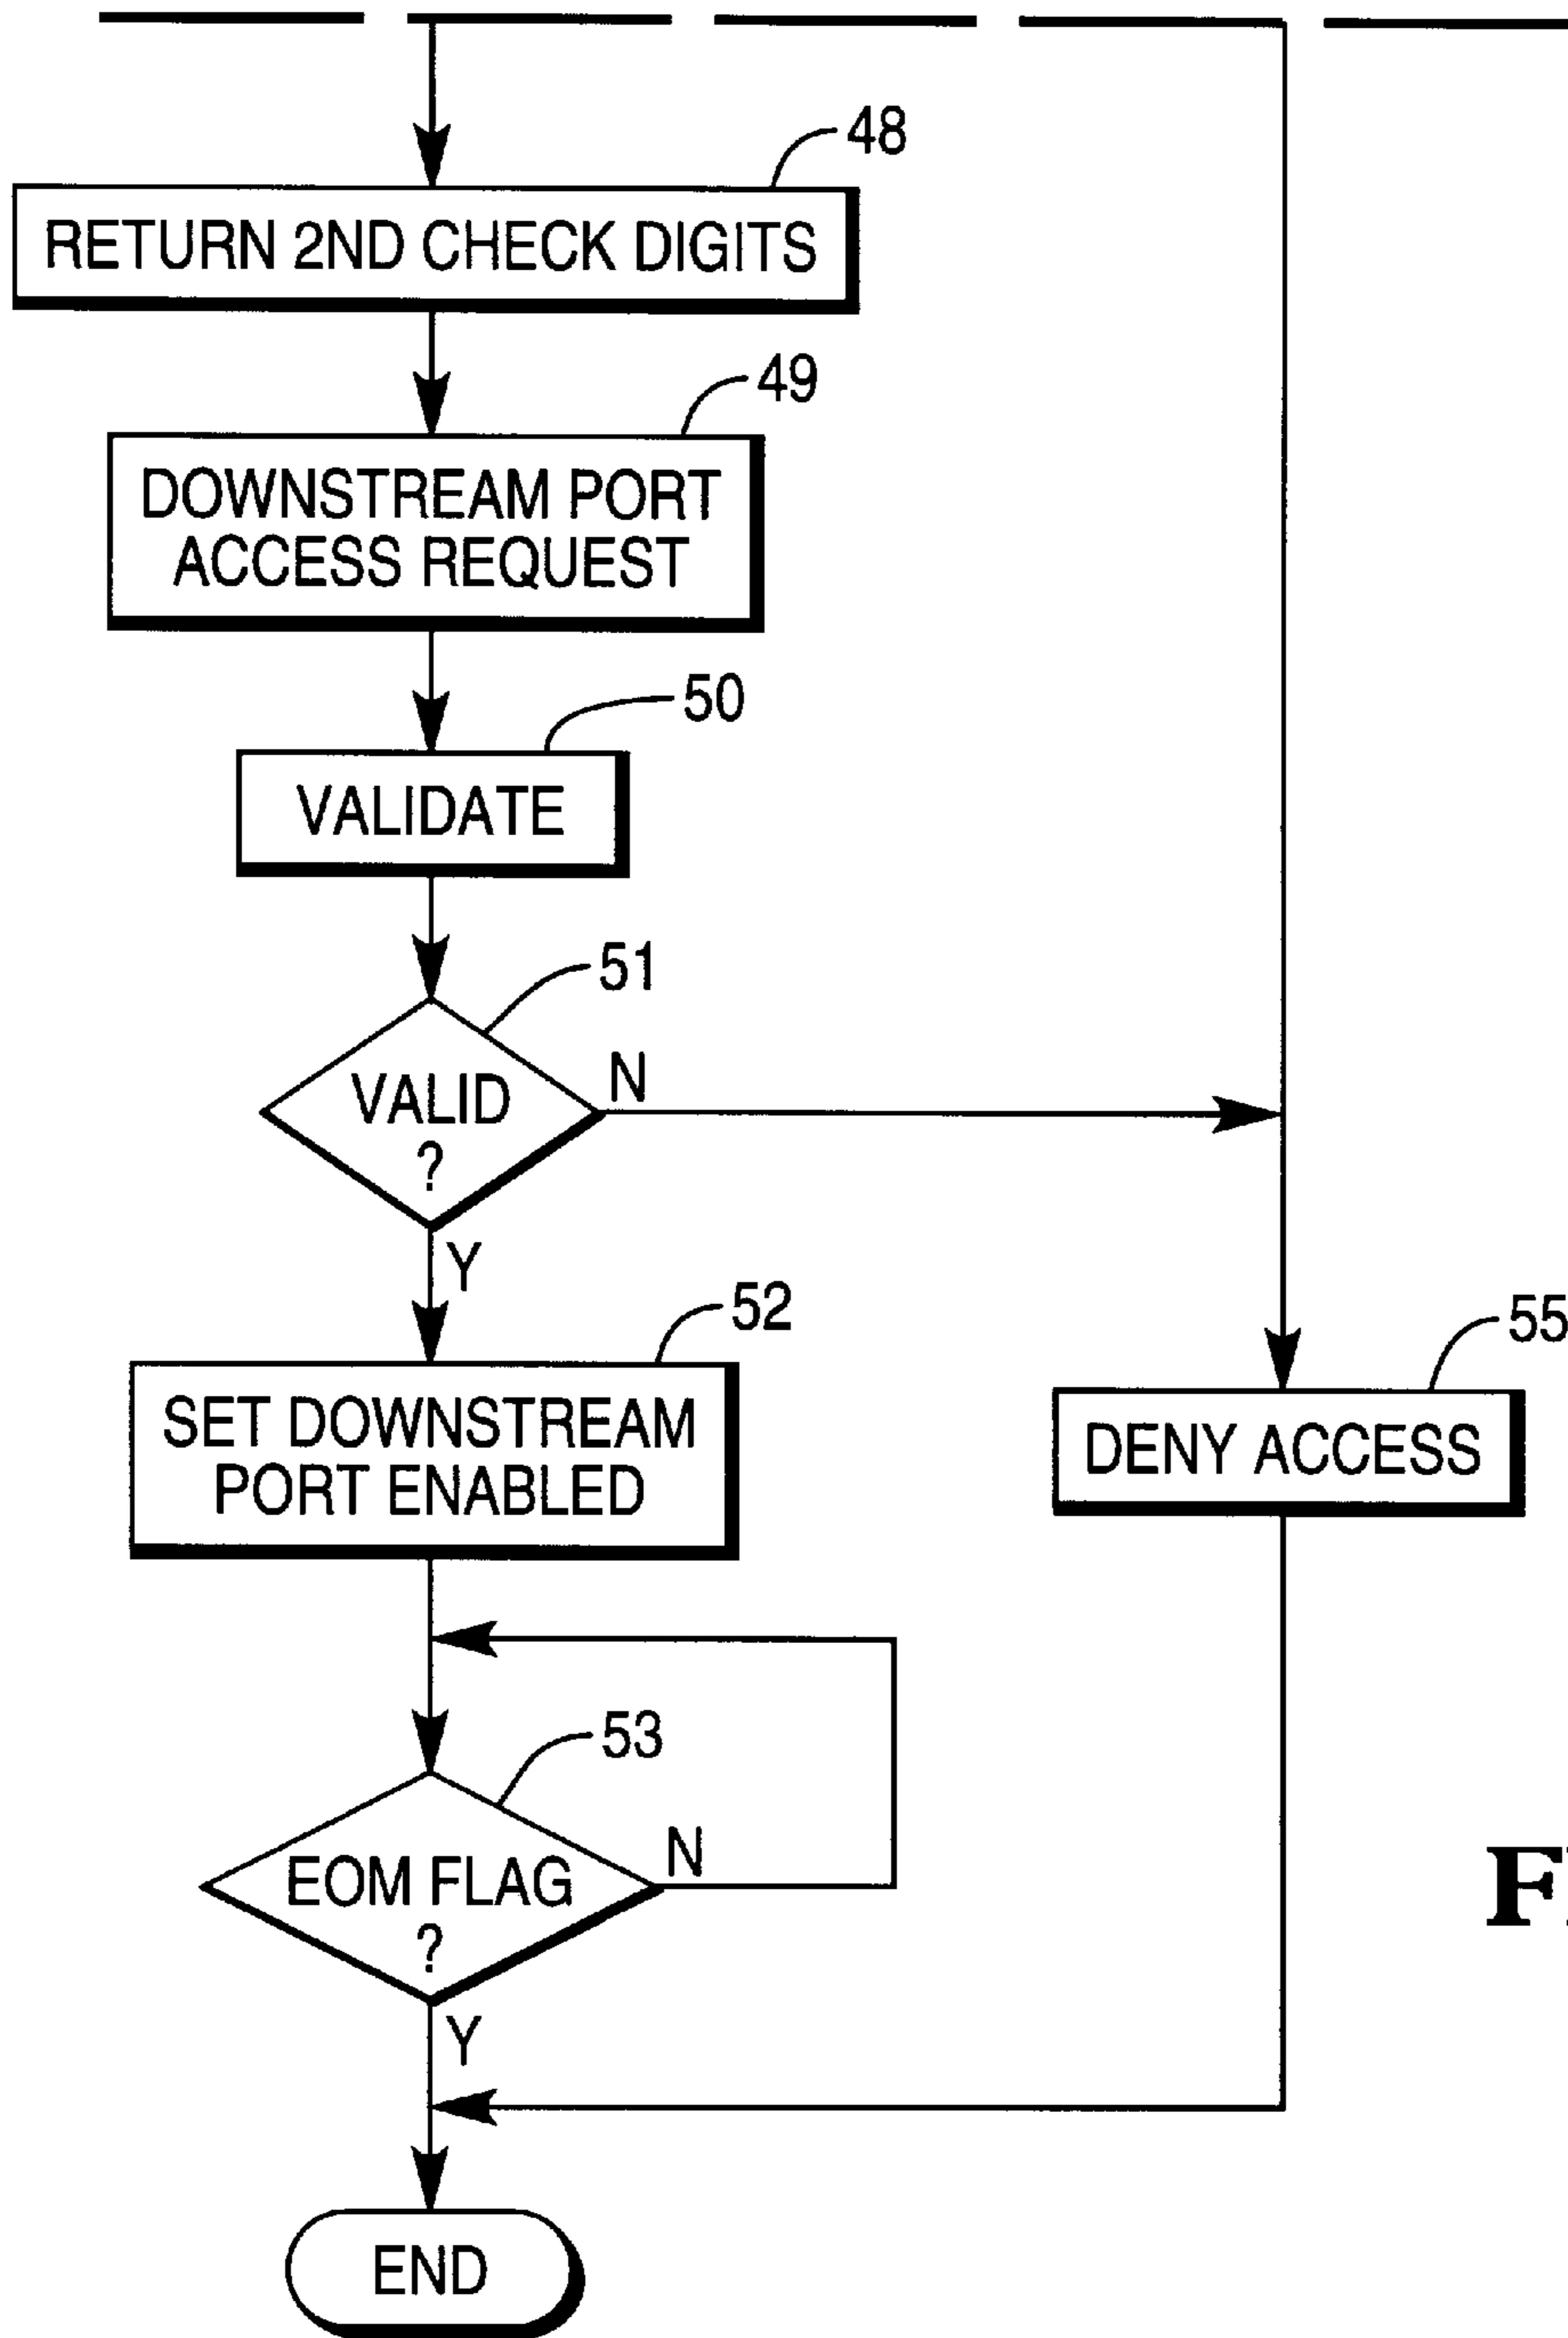 48
RETURN 2ND CHECK DIGITS
49
DOWNSTREAM PORT
ACCESS REQUEST
50
VALIDATE
51
VALID
?
N
Y
52
SET DOWNSTREAM
PORT ENABLED
55
DENY ACCESS
53
EOM FLAG
?
N
Y
END